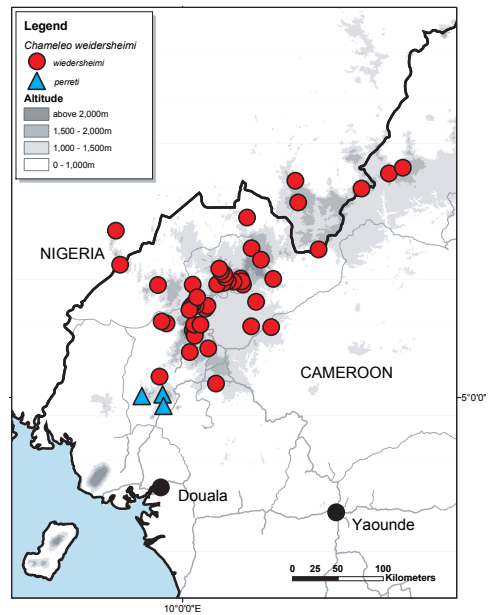 Legend
Chameleo weidersheimi
wiedersheimi
perreti
Altitude
above 2,000m
1,500 - 2,000m
1,000 - 1,500m
0 - 1,000m
NIGERIA
CAMEROON
5°0'0"
Douala
Yaounde
0 25 50 100
Kilometers
10°0'0"E